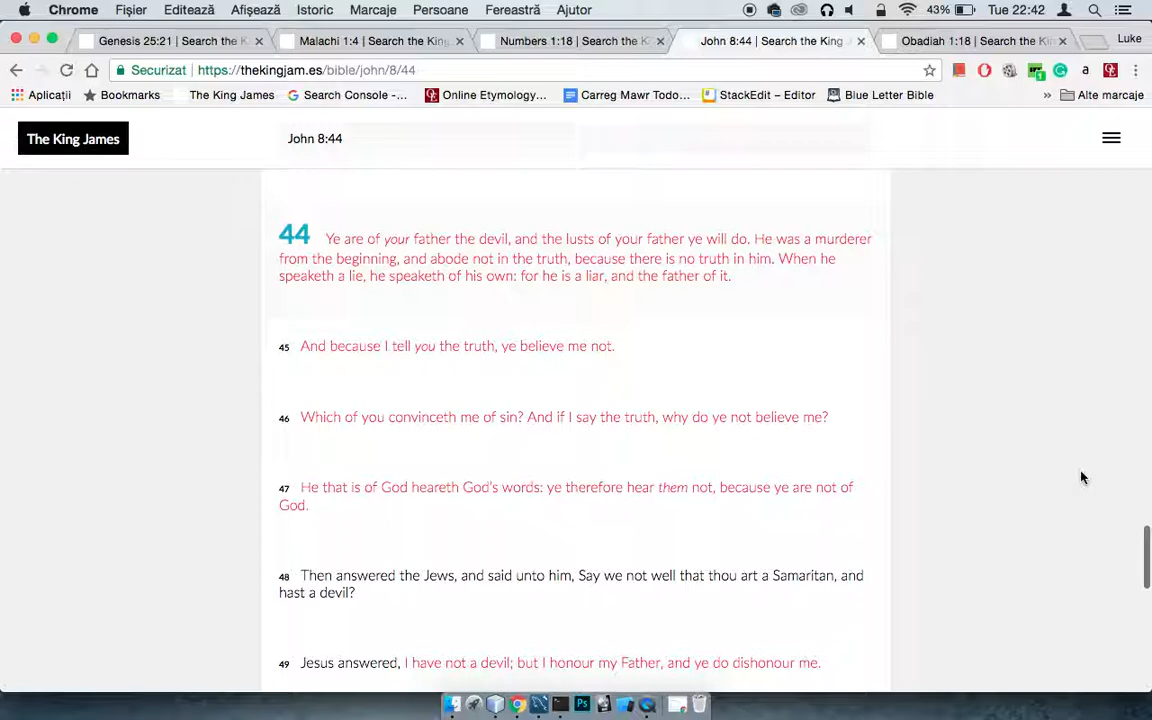 Chrome Fișier Editează Afișează Istoric Marcaje Persoane Fereastră Ajutor 43% Tue 22:42
Genesis 25:21 | Search the K Malachi 1:4 | Search the King Numbers 1:18 | Search the K John 8:44 | Search the King Obadiah 1:18 | Search the Kin Luke
Securizat https://thekingjam.es/bible/john/8/44
Aplicații Bookmarks The King James Search Console -... Online Etymology... Carreg Mawr Todo... StackEdit – Editor Blue Letter Bible » Alte marcaje
The King James John 8:44
44 Ye are of your father the devil, and the lusts of your father ye will do. He was a murderer
from the beginning, and abode not in the truth, because there is no truth in him. When he
speaketh a lie, he speaketh of his own: for he is a liar, and the father of it.
45 And because I tell you the truth, ye believe me not.
46 Which of you convinceth me of sin? And if I say the truth, why do ye not believe me?
47 He that is of God heareth God's words: ye therefore hear them not, because ye are not of
God.
48 Then answered the Jews, and said unto him, Say we not well that thou art a Samaritan, and
hast a devil?
49 Jesus answered, I have not a devil; but I honour my Father, and ye do dishonour me.